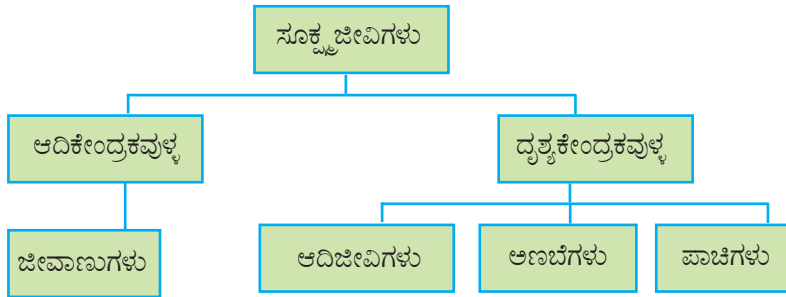 ಸೂಕ್ಷ್ಮಜೀವಿಗಳು
ಆದಿಕೇಂದ್ರಕವುಳ್ಳ
ದೃಶ್ಯಕೇಂದ್ರಕವುಳ್ಳ
ಜೀವಾಣುಗಳು
ಆದಿಜೀವಿಗಳು
ಅಣಬೆಗಳು
ಪಾಚಿಗಳು